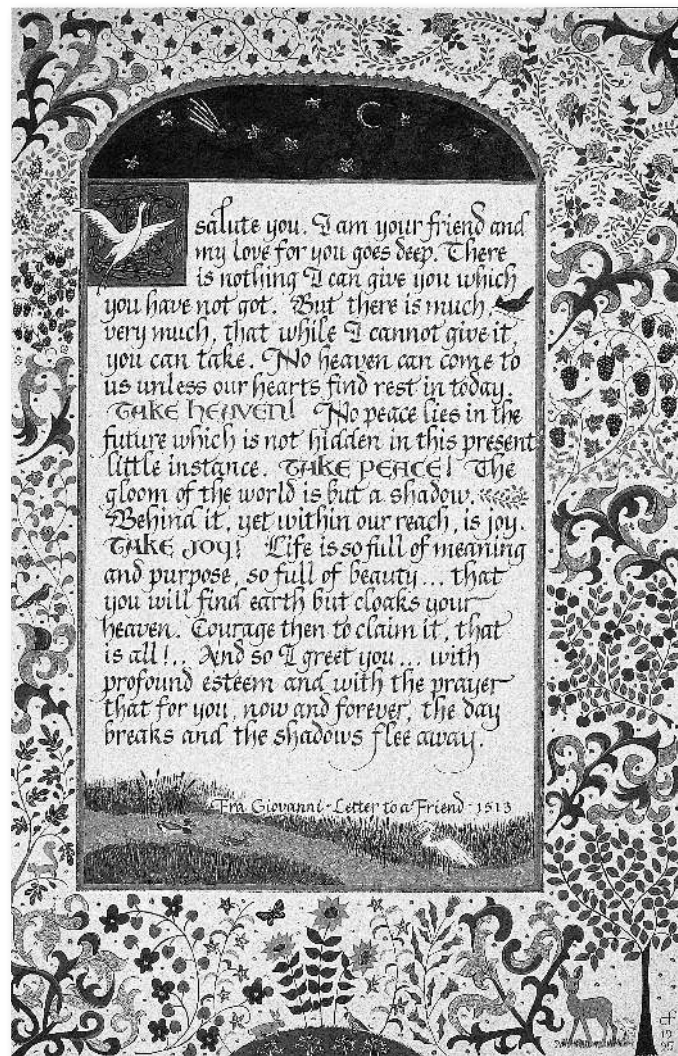 salute you. I am your friend and
my love for you goes deep. There
is nothing I can give you which
you have not got. But there is much,
very much, that while I cannot give it,
you can take. No heaven can come to
us unless our hearts find rest in today.
TAKE HEAVEN! No peace lies in the
future which is not hidden in this present
little instance. TAKE PEACE! The
gloom of the world is but a shadow.
Behind it, yet within our reach, is joy.
TAKE JOY! Life is so full of meaning
and purpose, so full of beauty... that
you will find earth but cloaks your
heaven. Courage then to claim it, that
is all!.. And so I greet you... with
profound esteem and with the prayer
that for you, now and forever, the day
breaks and the shadows flee away.
Fra Giovanni - Letter to a Friend - 1513